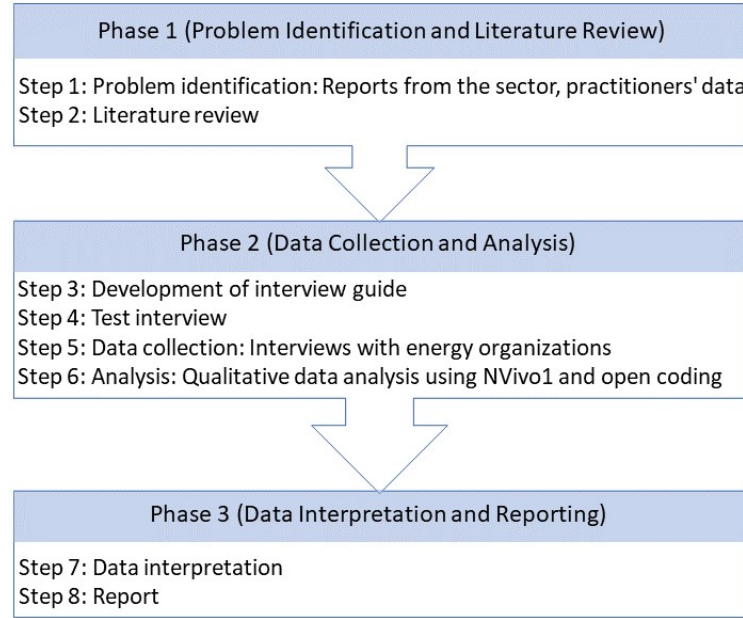 Phase 1 (Problem Identification and Literature Review)
Step 1: Problem identification: Reports from the sector, practitioners' data
Step 2: Literature review
Phase 2 (Data Collection and Analysis)
Step 3: Development of interview guide
Step 4: Test interview
Step 5: Data collection: Interviews with energy organizations
Step 6: Analysis: Qualitative data analysis using NVivo1 and open coding
Phase 3 (Data Interpretation and Reporting)
Step 7: Data interpretation
Step 8: Report